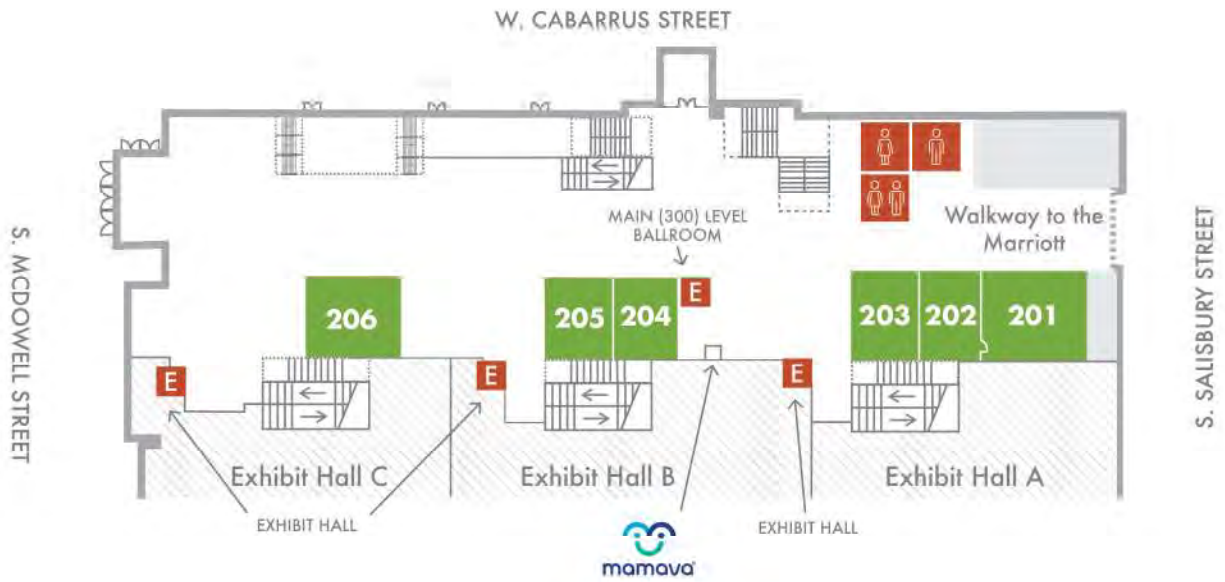 W. CABARRUS STREET
S. MCDOWELL STREET
S. SALISBURY STREET
MAIN (300) LEVEL
BALLROOM
Walkway to the
Marriott
206
205
204
E
203
202
201
E
E
E
Exhibit Hall C
Exhibit Hall B
Exhibit Hall A
EXHIBIT HALL
EXHIBIT HALL
mamava